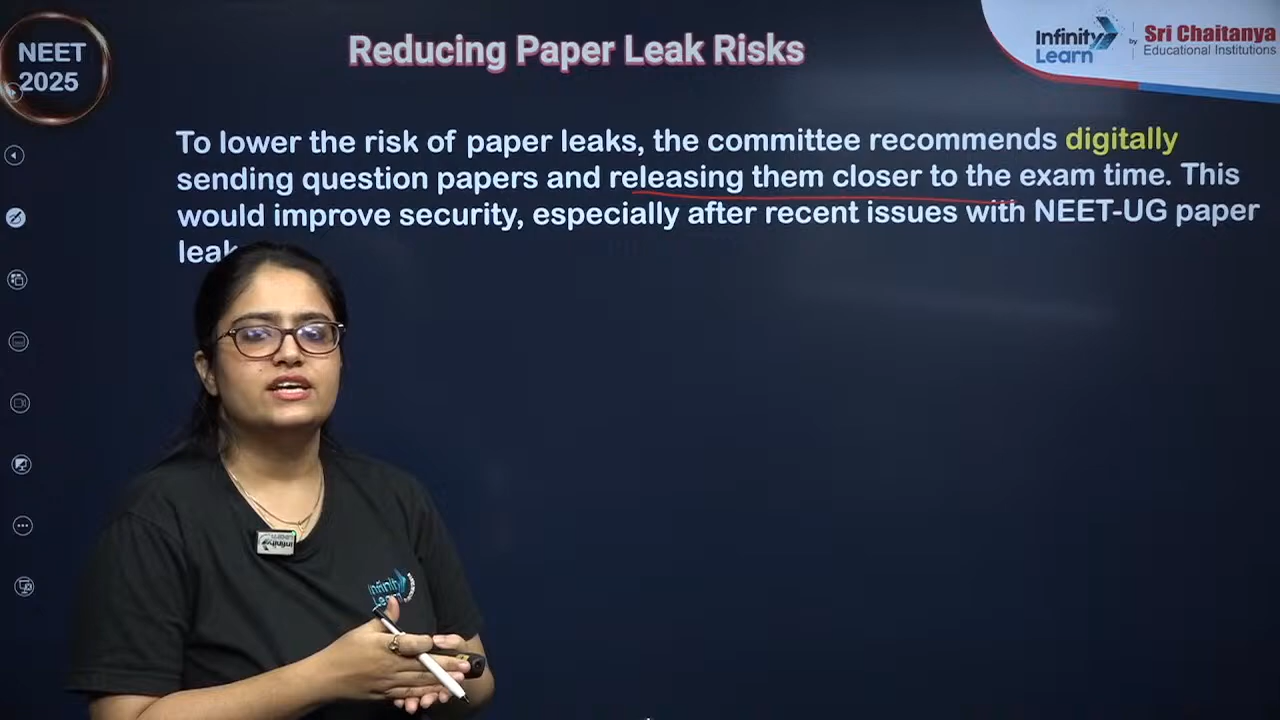 NEET
2025
Reducing Paper Leak Risks
Infinity
Learn
by
Sri Chaitanya
Educational Institutions
To lower the risk of paper leaks, the committee recommends digitally
sending question papers and releasing them closer to the exam time. This
would improve security, especially after recent issues with NEET-UG paper
Infinity
Learn